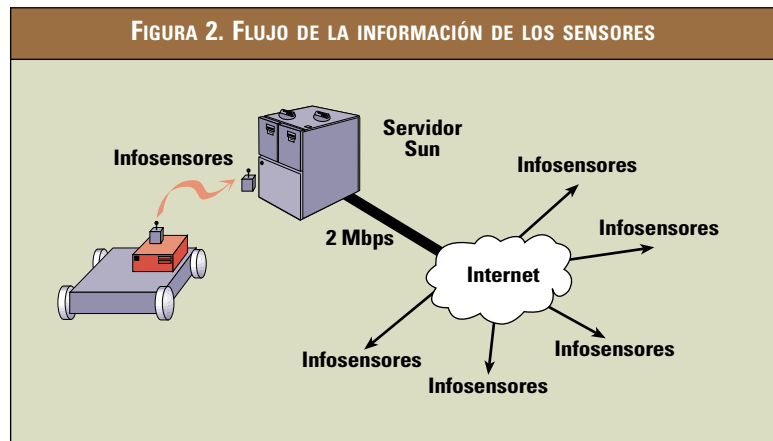 FIGURA 2. FLUJO DE LA INFORMACIÓN DE LOS SENSORES
Servidor
Sun
Infosensores
Infosensores
Infosensores
2 Mbps
Internet
Infosensores
Infosensores
Infosensores